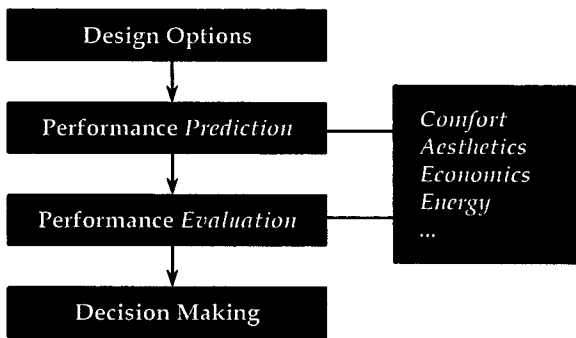 Design Options
Performance Prediction
Performance Evaluation
Decision Making
Comfort
Aesthetics
Economics
Energy
...